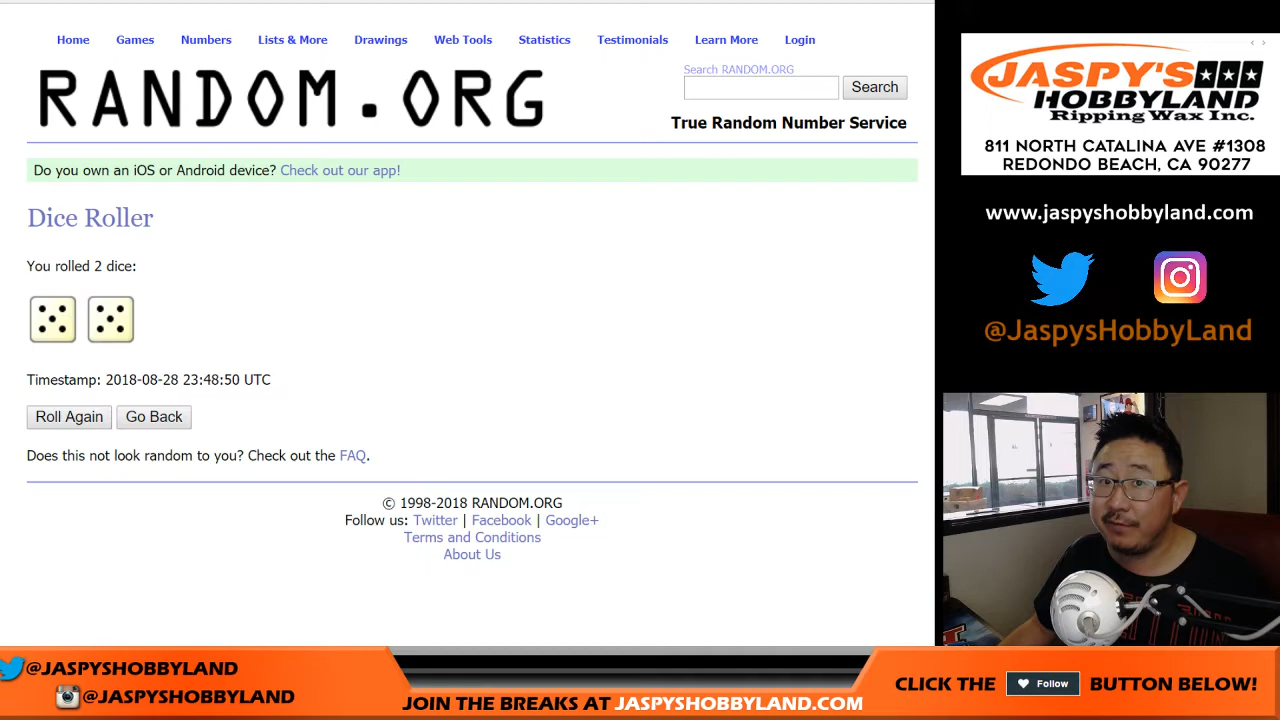 Home Games Numbers Lists & More Drawings Web Tools Statistics Testimonials Learn More Login
RANDOM.ORG
Search RANDOM.ORG
Search
True Random Number Service
Do you own an iOS or Android device? Check out our app!
Dice Roller
You rolled 2 dice:
Timestamp: 2018-08-28 23:48:50 UTC
Roll Again Go Back
Does this not look random to you? Check out the FAQ.
© 1998-2018 RANDOM.ORG
Follow us: Twitter | Facebook | Google+
Terms and Conditions
About Us
JASPY'S
HOBBYLAND
Ripping Wax Inc.
811 NORTH CATALINA AVE #1308
REDONDO BEACH, CA 90277
www.jaspyshobbyland.com
@JaspysHobbyLand
@JASPYSHOBBYLAND
@JASPYSHOBBYLAND
JOIN THE BREAKS AT JASPYSHOBBYLAND.COM
CLICK THE Follow BUTTON BELOW!